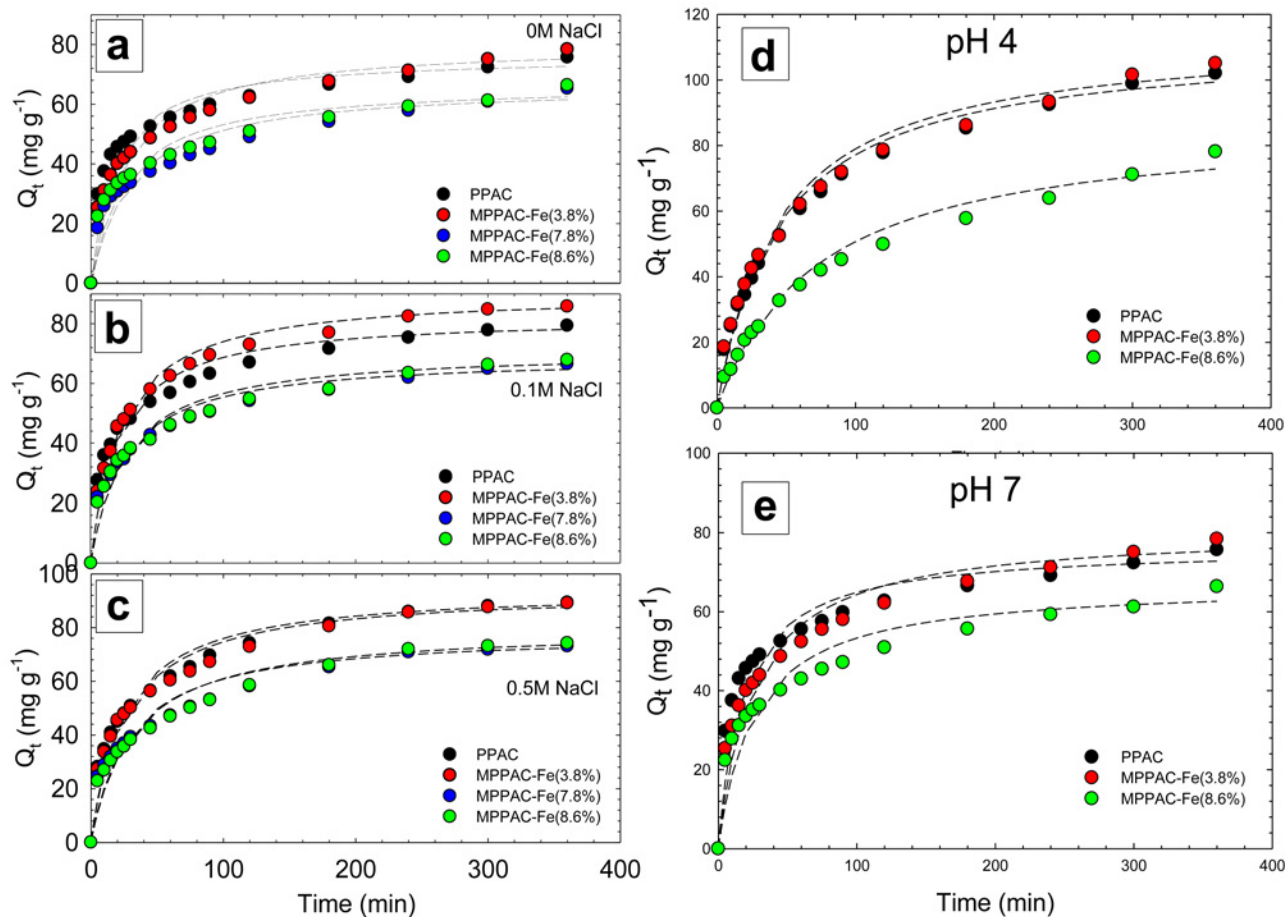 a
0M NaCl
80
60
40
20
0
Qt (mg g-1)
PPAC
MPPAC-Fe(3.8%)
MPPAC-Fe(7.8%)
MPPAC-Fe(8.6%)
b
0.1M NaCl
80
60
40
20
0
Qt (mg g-1)
PPAC
MPPAC-Fe(3.8%)
MPPAC-Fe(7.8%)
MPPAC-Fe(8.6%)
c
0.5M NaCl
100
80
60
40
20
0
Qt (mg g-1)
PPAC
MPPAC-Fe(3.8%)
MPPAC-Fe(7.8%)
MPPAC-Fe(8.6%)
0 100 200 300 400
Time (min)
d
pH 4
120
100
80
60
40
20
0
Qt (mg g-1)
PPAC
MPPAC-Fe(3.8%)
MPPAC-Fe(8.6%)
0 100 200 300 400
e
pH 7
100
80
60
40
20
0
Qt (mg g-1)
PPAC
MPPAC-Fe(3.8%)
MPPAC-Fe(8.6%)
0 100 200 300 400
Time (min)